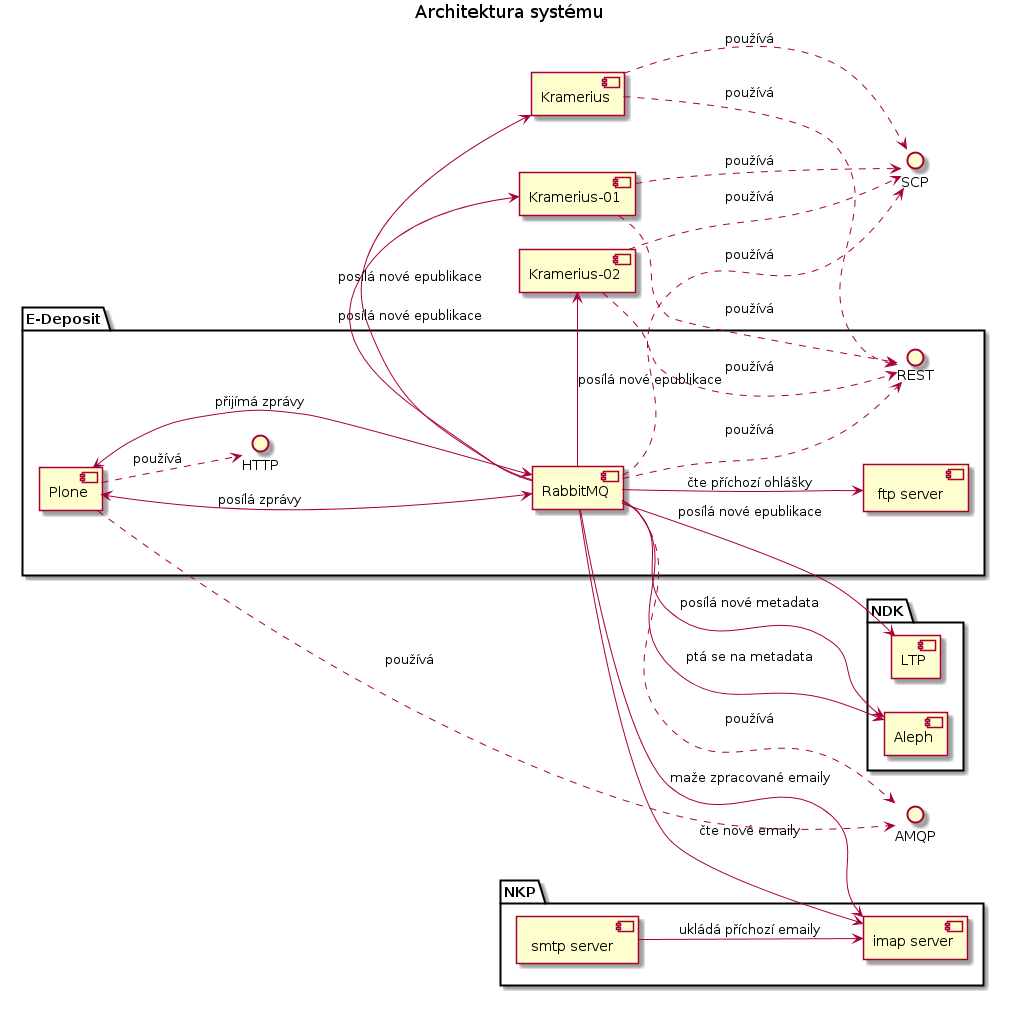 Architektura systému
používá
Kramerius
používá
používá
SCP
Kramerius-01
používá
používá
Kramerius-02
posílá nové epublikace
používá
posílá nové epublikace
E-Deposit
používá
REST
posílá nové epublikace
přijímá zprávy
používá
HTTP
používá
Plone
posílá zprávy
RabbitMQ
čte příchozí ohlášky
ftp server
posílá nové epublikace
posílá nové metadata
NDK
používá
ptá se na metadata
LTP
používá
Aleph
maže zpracované emaily
čte nové emaily
AMQP
NKP
smtp server
ukládá příchozí emaily
imap server